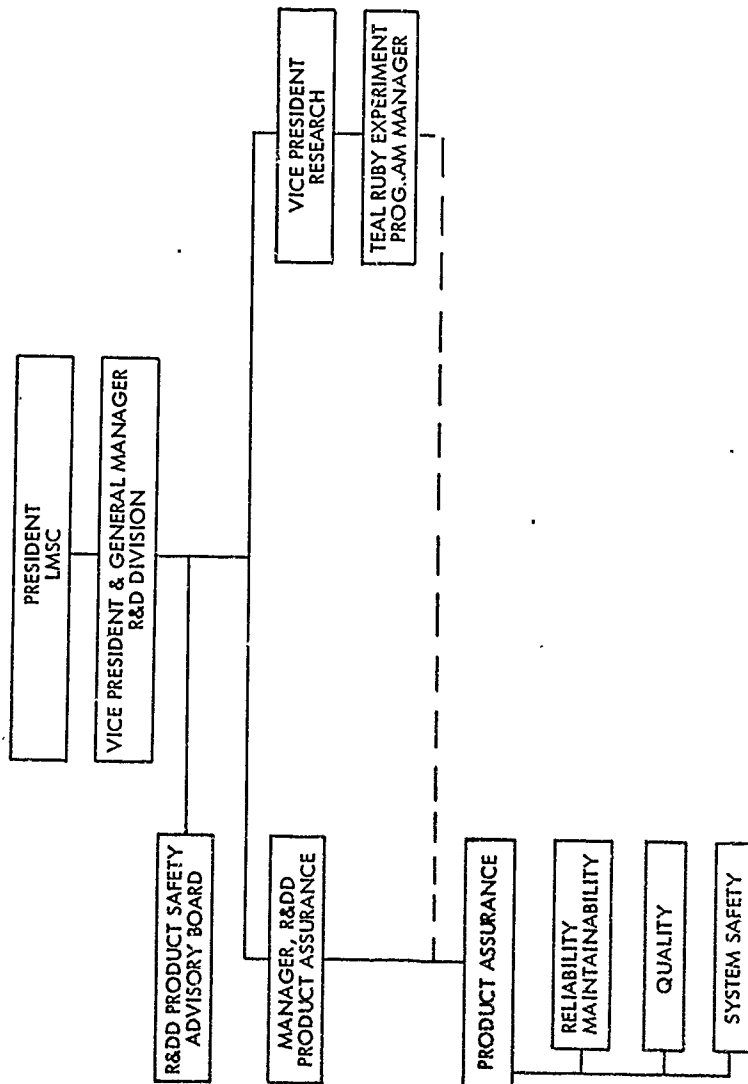 PRESIDENT
LMSC
VICE PRESIDENT & GENERAL MANAGER
R&D DIVISION
R&DD PRODUCT SAFETY
ADVISORY BOARD
MANAGER, R&DD
PRODUCT ASSURANCE
VICE PRESIDENT
RESEARCH
TEAL RUBY EXPERIMENT
PROG..AM MANAGER
PRODUCT ASSURANCE
RELIABILITY
MAINTAINABILITY
QUALITY
SYSTEM SAFETY